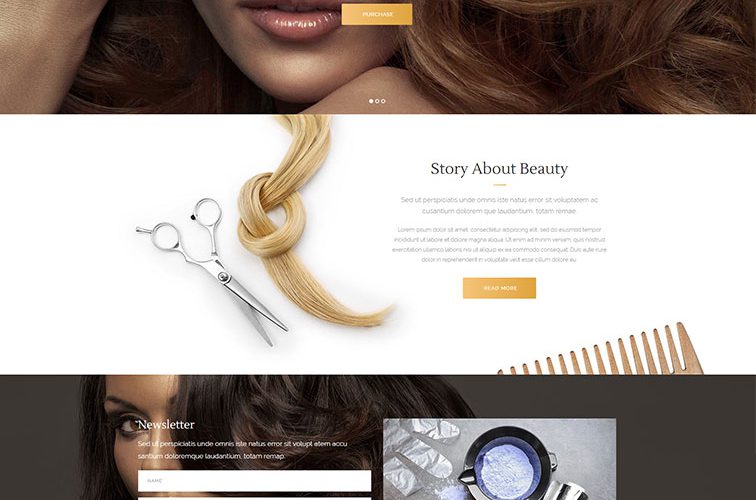 PURCHASE
Story About Beauty
Sed ut perspiciatis unde omnis iste natus error sit voluptatem ac
cusantium dolorem que laudantium, totam remae.
Lorem ipsum dolor sit amet, consectetur adipiscing, sed do eiusmod tempor
incididunt ut labore et dolore magna aliqua. Ut enim ad minim veniam, quis nostrud
exercitation ullamco laboris nisi ut aliquip ex ea commodo consequat. Duis aute irure
dolor in reprehenderit in voluptate velit esse cillum dolore eu
READ MORE
Newsletter
Sed ut perspiciatis unde omnis iste natus error sit volupt atem accu
santium doloremque laudantium, totam remap.
NAME